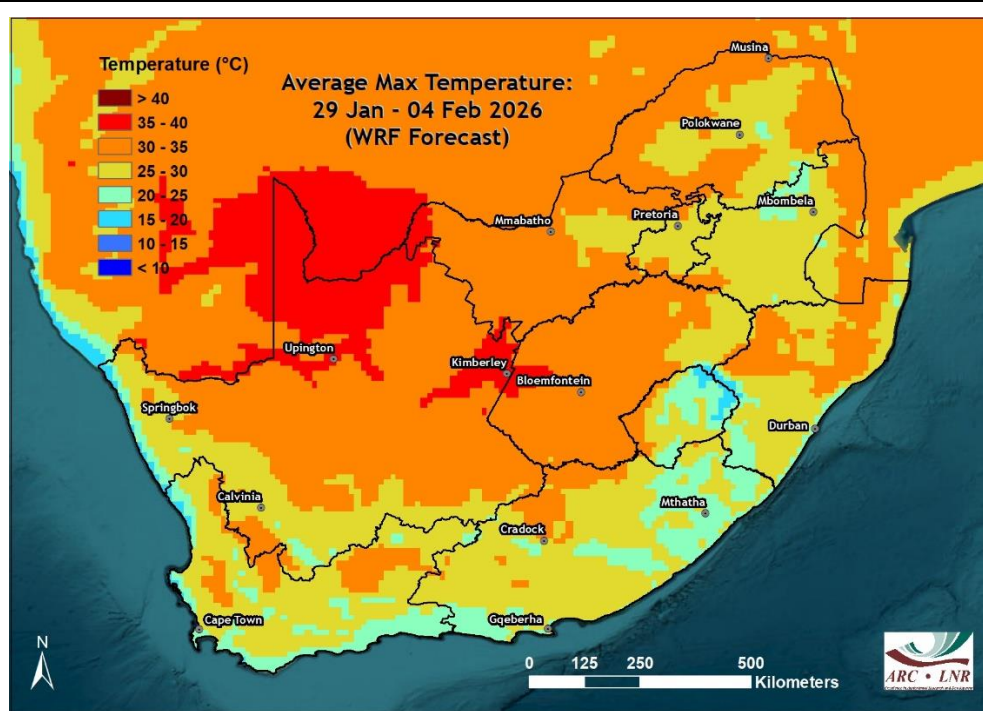 Temperature (°C)
> 40
35 - 40
30 - 35
25 - 30
20 - 25
15 - 20
10 - 15
< 10
Average Max Temperature:
29 Jan - 04 Feb 2026
(WRF Forecast)
Musina
Polokwane
Mbombela
Pretoria
Mmabatho
Upington
Kimberley
Bloemfontein
Springbok
Durban
Calvinia
Mthatha
Cradock
Cape Town
Gqeberha
N
0 125 250 500
Kilometers
ARC • LNR